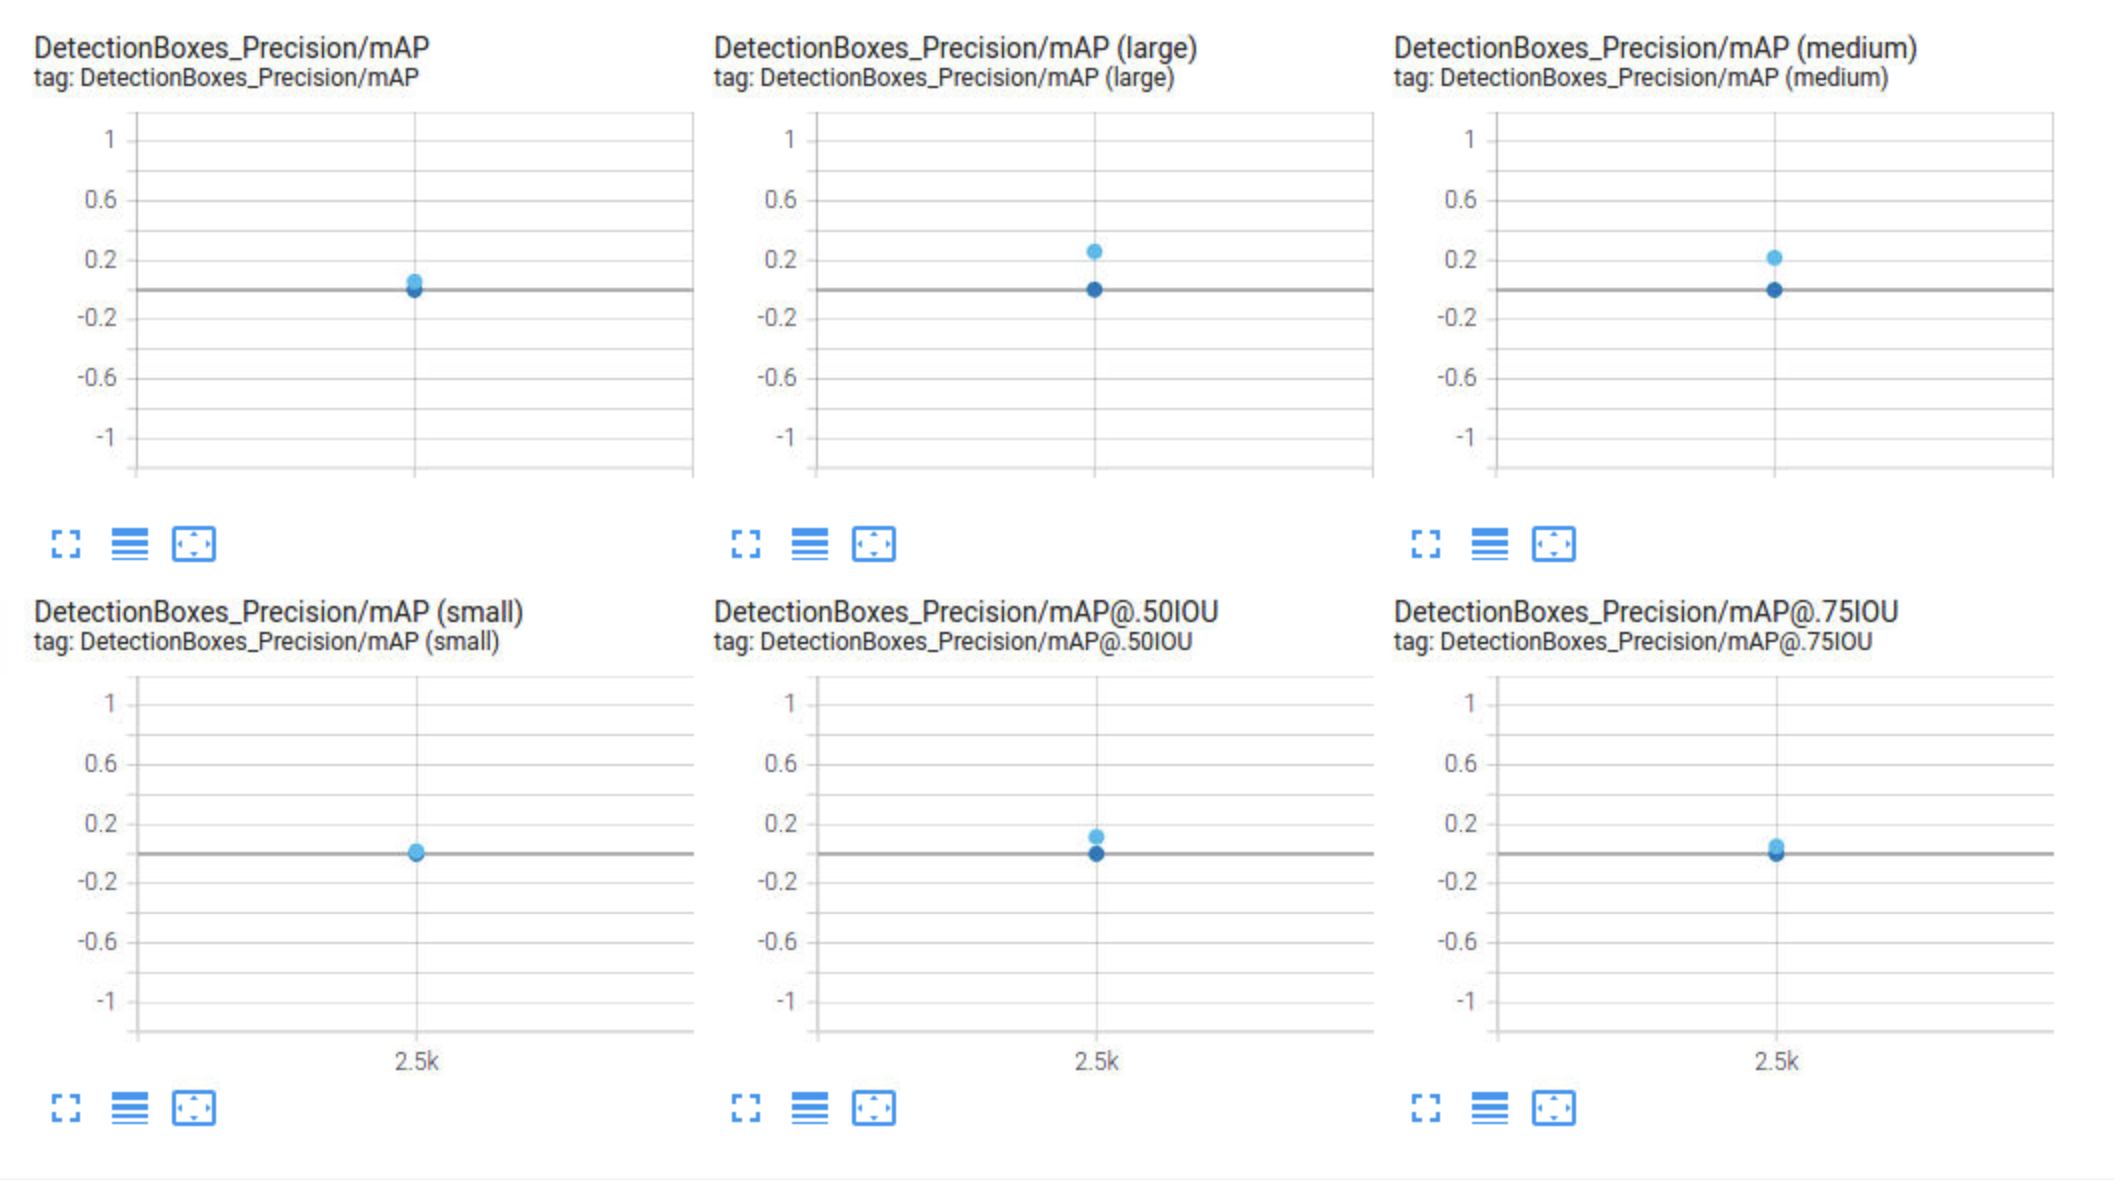 DetectionBoxes_Precision/mAP
tag: DetectionBoxes_Precision/mAP
1
0.6
0.2
-0.2
-0.6
-1
DetectionBoxes_Precision/mAP (large)
tag: DetectionBoxes_Precision/mAP (large)
1
0.6
0.2
-0.2
-0.6
-1
DetectionBoxes_Precision/mAP (medium)
tag: DetectionBoxes_Precision/mAP (medium)
1
0.6
0.2
-0.2
-0.6
-1
DetectionBoxes_Precision/mAP (small)
tag: DetectionBoxes_Precision/mAP (small)
1
0.6
0.2
-0.2
-0.6
-1
2.5k
DetectionBoxes_Precision/mAP@.50IOU
tag: DetectionBoxes_Precision/mAP@.50IOU
1
0.6
0.2
-0.2
-0.6
-1
2.5k
DetectionBoxes_Precision/mAP@.75IOU
tag: DetectionBoxes_Precision/mAP@.75IOU
1
0.6
0.2
-0.2
-0.6
-1
2.5k